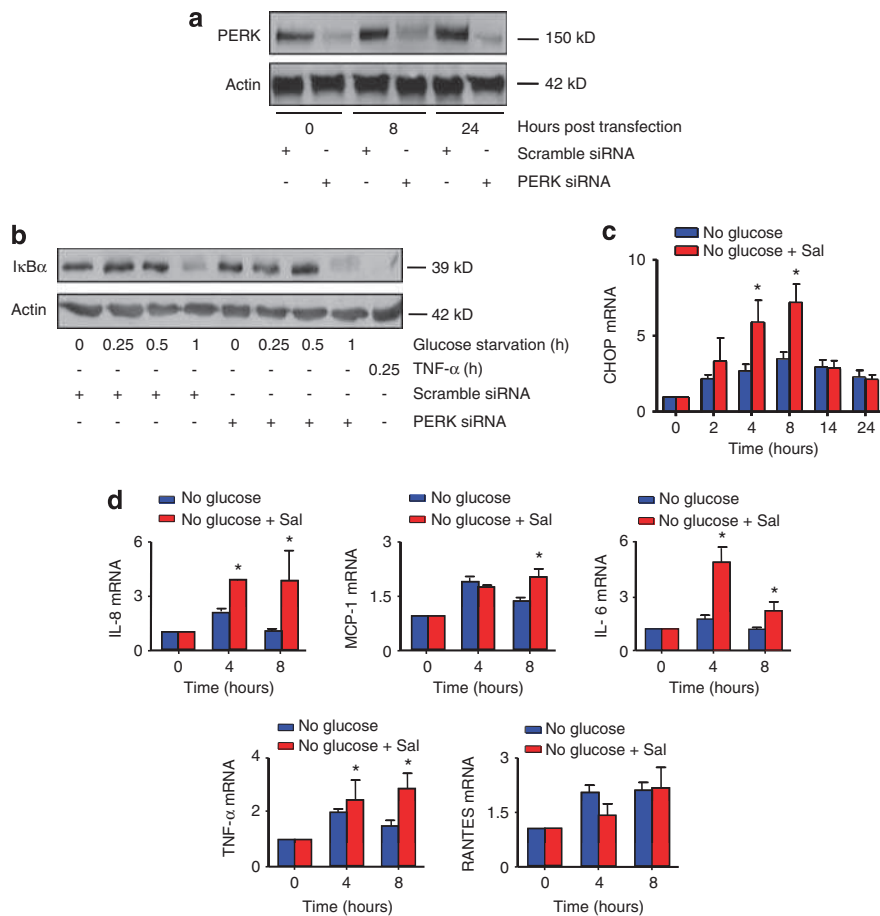 a
PERK
150 kD
Actin
42 kD
0 8 24 Hours post transfection
+ - + - + - Scramble siRNA
- + - + - + PERK siRNA
b
IκBα
39 kD
Actin
42 kD
0 0.25 0.5 1 0 0.25 0.5 1 Glucose starvation (h)
- - - - - - - - 0.25 TNF-α (h)
+ + + + - - - - - Scramble siRNA
- - - - + + + + - PERK siRNA
c
No glucose
No glucose + Sal
CHOP mRNA
10
5
0
* *
0 2 4 8 14 24
Time (hours)
d
No glucose
No glucose + Sal
IL-8 mRNA
6
3
0
* *
0 4 8
Time (hours)
No glucose
No glucose + Sal
MCP-1 mRNA
3
1.5
0
*
0 4 8
Time (hours)
No glucose
No glucose + Sal
IL- 6 mRNA
6
3
0
* *
0 4 8
Time (hours)
No glucose
No glucose + Sal
TNF-α mRNA
4
2
0
* *
0 4 8
Time (hours)
No glucose
No glucose + Sal
RANTES mRNA
3
1.5
0
0 4 8
Time (hours)